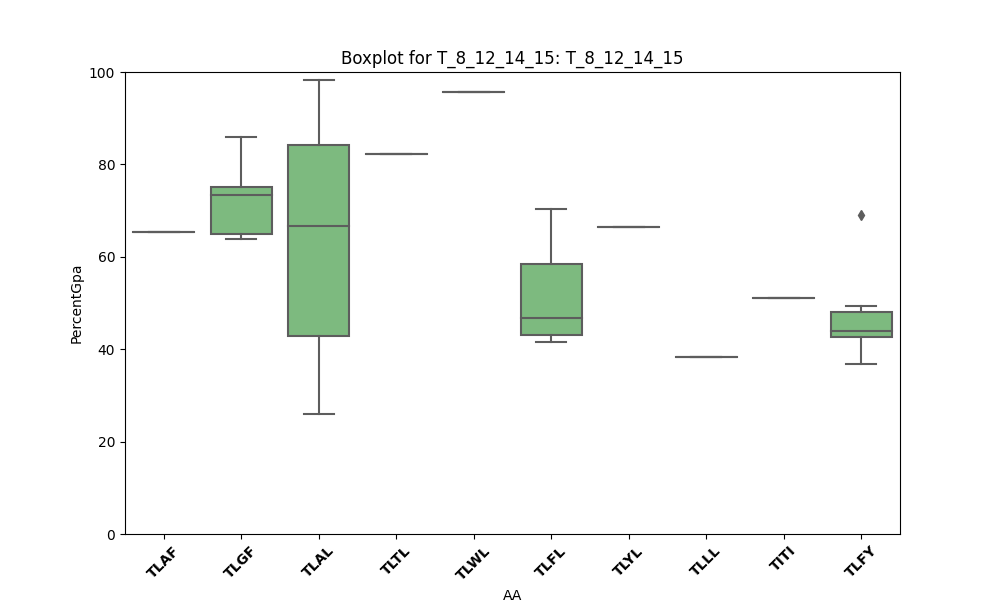 Boxplot for T_8_12_14_15: T_8_12_14_15
100
80
60
40
20
0
PercentGpa
TLAF TLGF TLAL TLTL TLWL TLFL TLYL TLLL TITI TLFY
AA